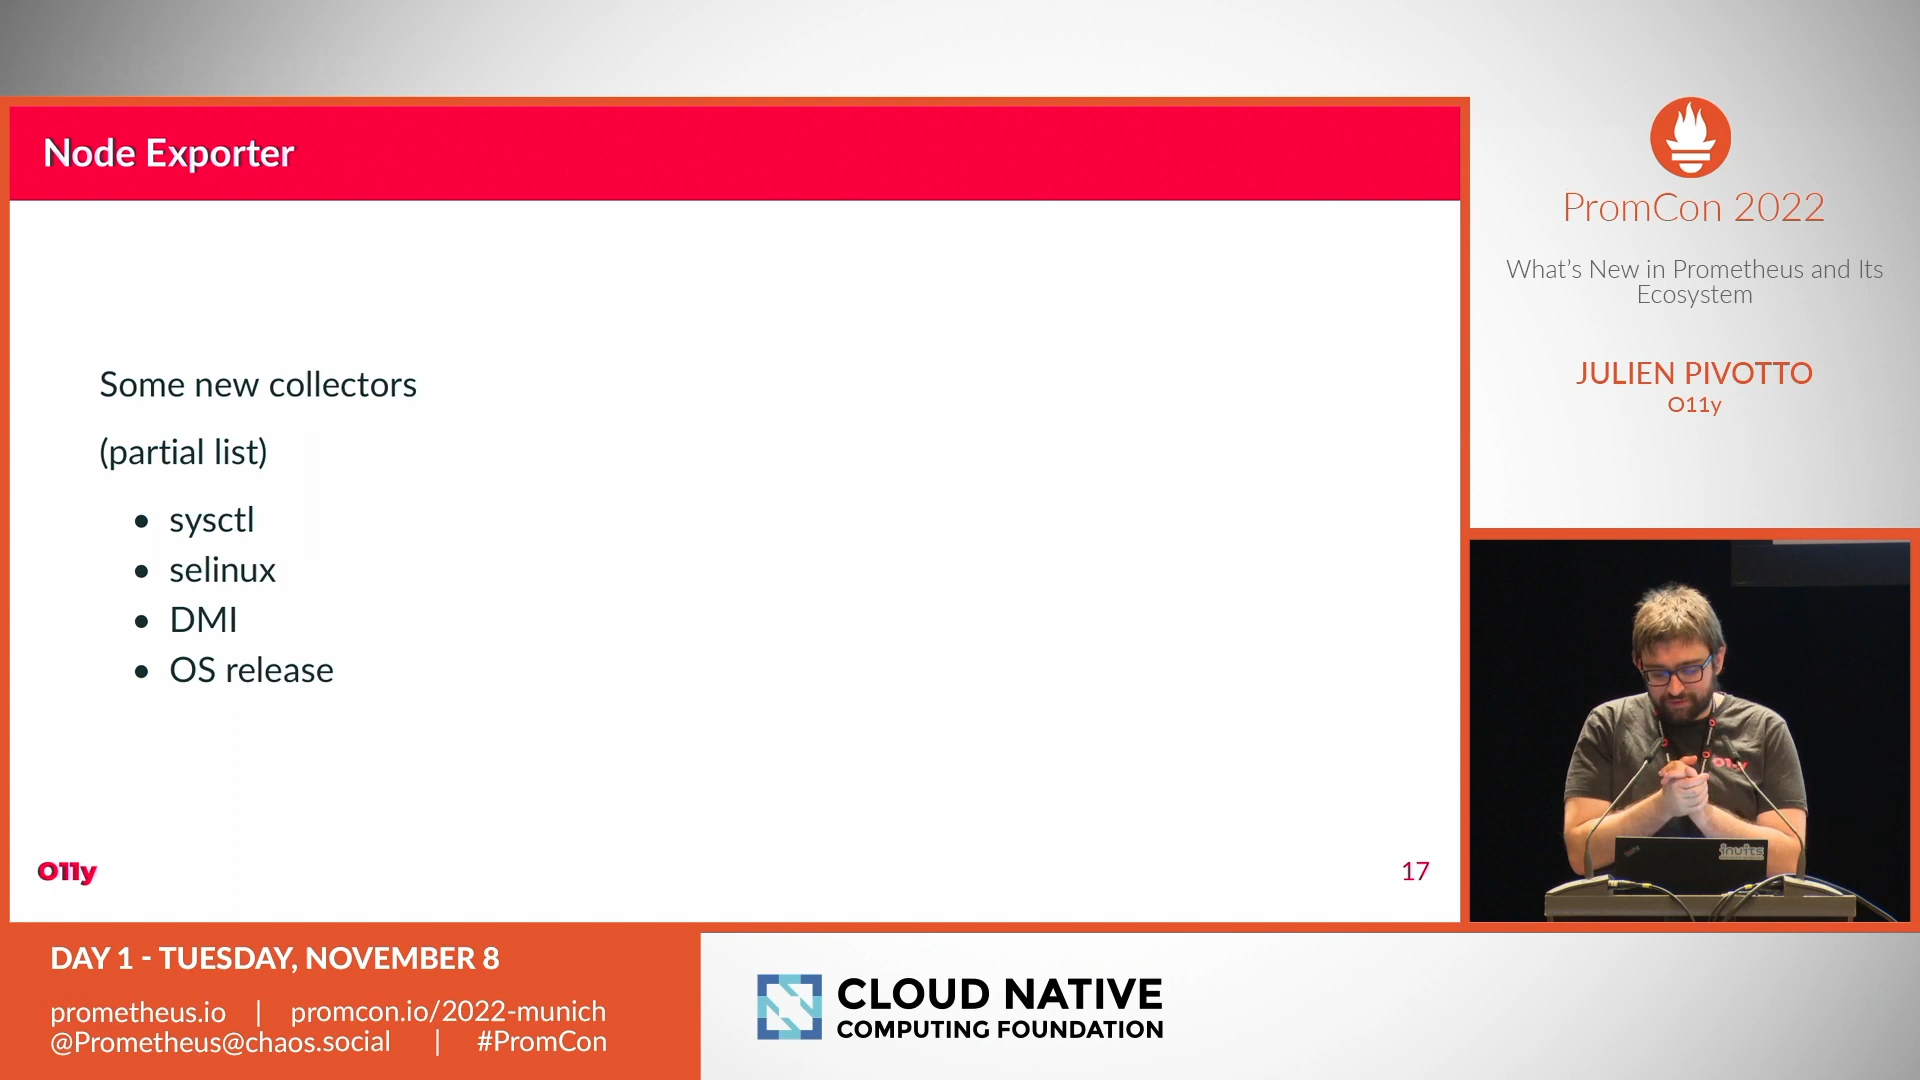 Node Exporter
Some new collectors
(partial list)
• sysctl
• selinux
• DMI
• OS release
O11y
17
PromCon 2022
What's New in Prometheus and Its
Ecosystem
JULIEN PIVOTTO
O11y
O11y
inuits
DAY 1 - TUESDAY, NOVEMBER 8
prometheus.io | promcon.io/2022-munich
@Prometheus@chaos.social | #PromCon
CLOUD NATIVE
COMPUTING FOUNDATION